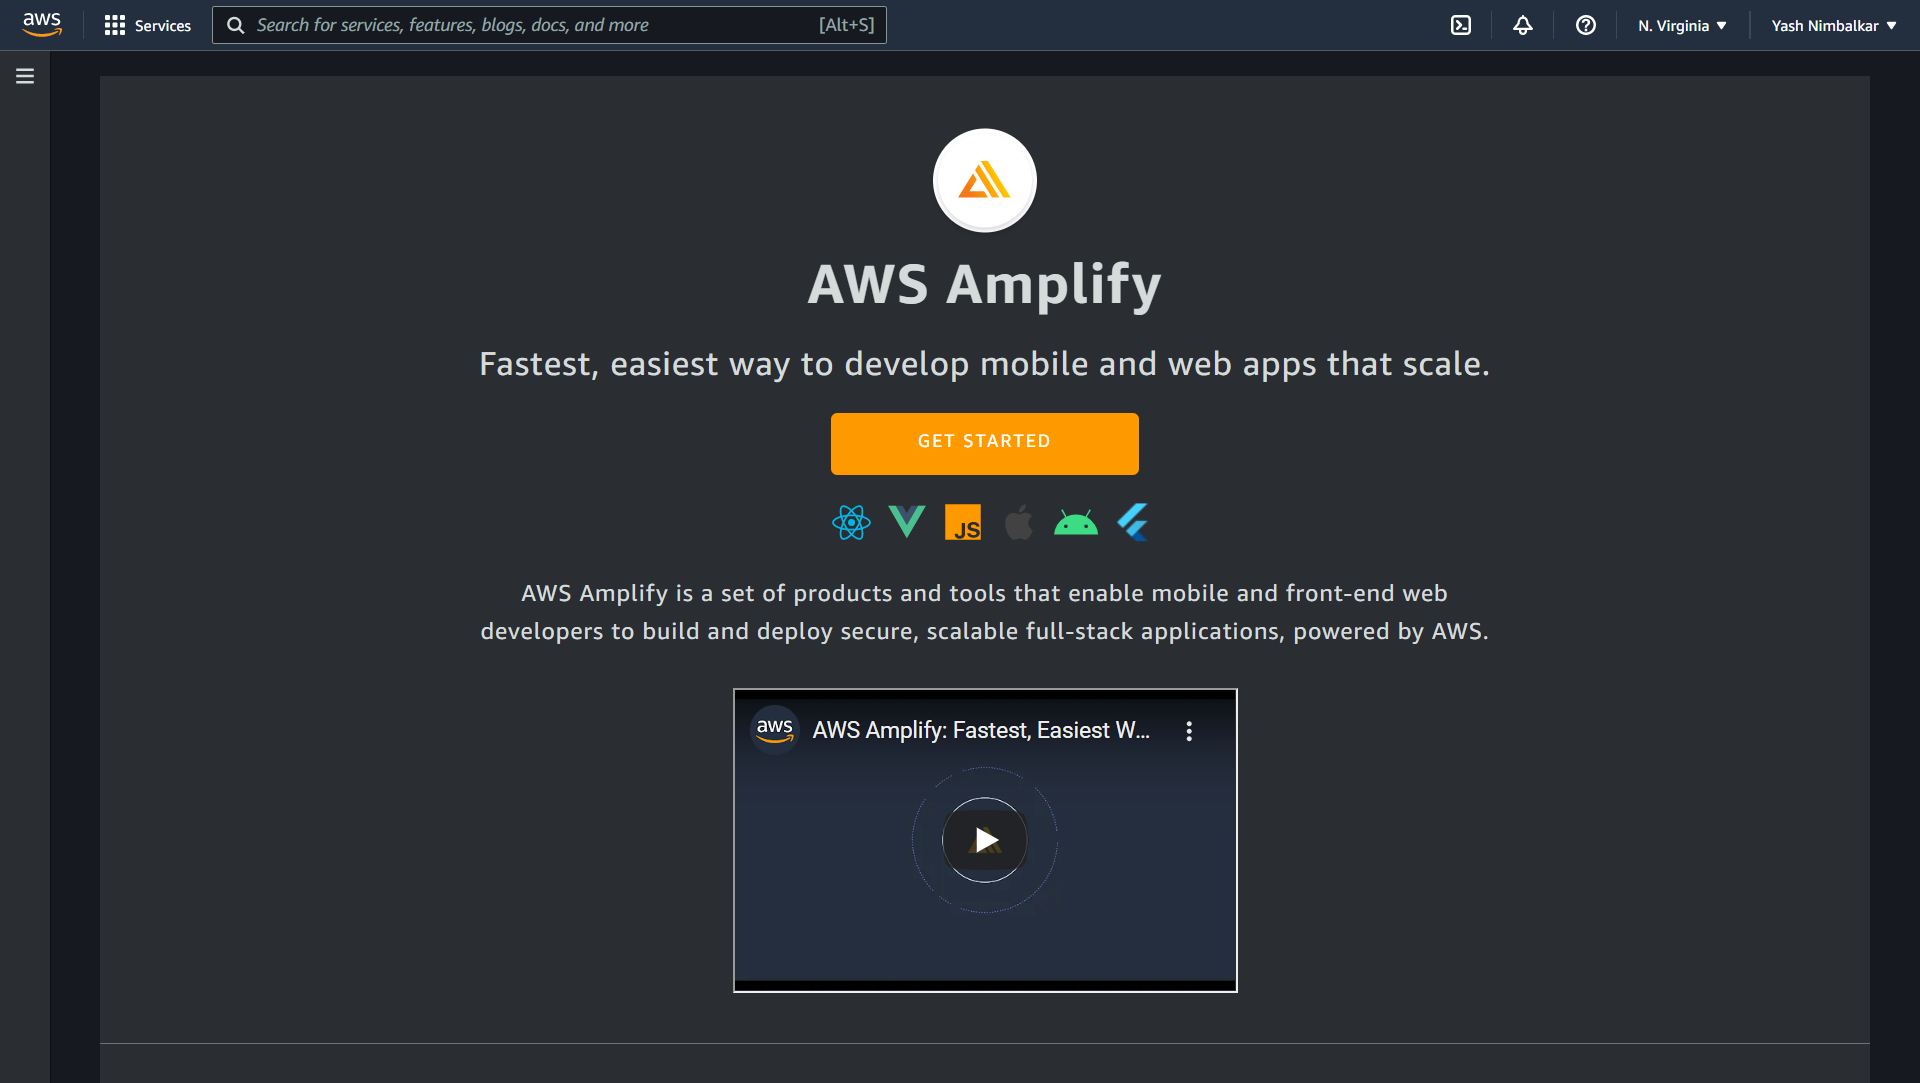 aws
Services
Search for services, features, blogs, docs, and more
[Alt+S]
N. Virginia
Yash Nimbalkar
AWS Amplify
Fastest, easiest way to develop mobile and web apps that scale.
GET STARTED
JS
AWS Amplify is a set of products and tools that enable mobile and front-end web
developers to build and deploy secure, scalable full-stack applications, powered by AWS.
aws
AWS Amplify: Fastest, Easiest W...